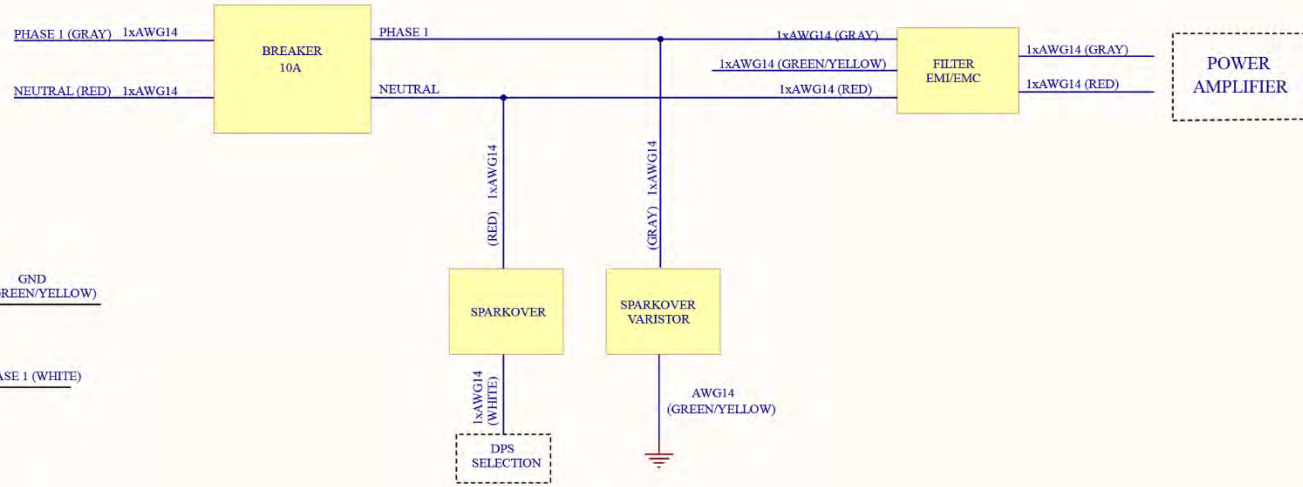 PHASE 1 (GRAY) 1xAWG14
NEUTRAL (RED) 1xAWG14
BREAKER
10A
PHASE 1
NEUTRAL
1xAWG14 (GRAY)
1xAWG14 (GREEN/YELLOW)
1xAWG14 (RED)
FILTER
EMI/EMC
1xAWG14 (GRAY)
1xAWG14 (RED)
POWER
AMPLIFIER
(RED) 1xAWG14
(GRAY) 1xAWG14
GND
GREEN/YELLOW)
ASE 1 (WHITE)
SPARKOVER
SPARKOVER
VARISTOR
1xAWG14
(WHITE)
AWG14
(GREEN/YELLOW)
DPS
SELECTION